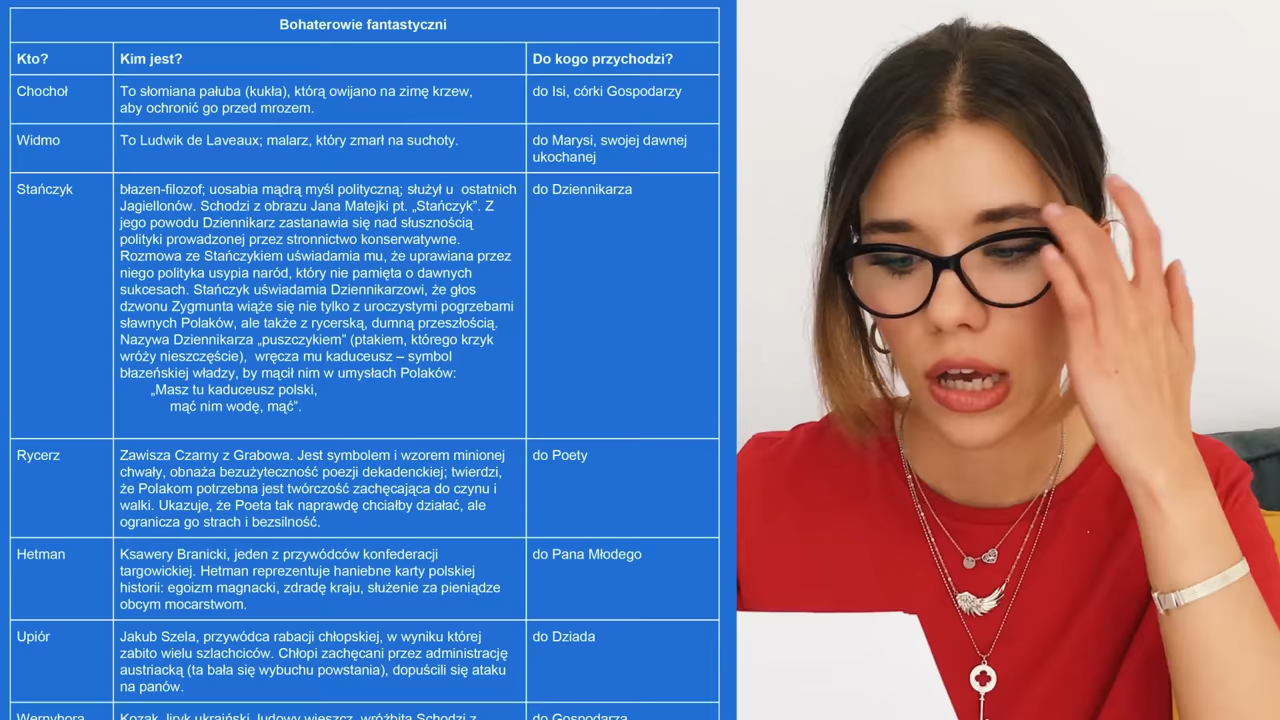 Bohaterowie fantastyczni
Kto?
Kim jest?
Do kogo przychodzi?
Chochoł
To słomiana pałuba (kukła), którą owijano na zimę krzew,
aby ochronić go przed mrozem.
do Isi, córki Gospodarzy
Widmo
To Ludwik de Laveaux; malarz, który zmarł na suchoty.
do Marysi, swojej dawnej
ukochanej
Stańczyk
błazen-filozof; uosabia mądrą myśl polityczną; służył u ostatnich
Jagiellonów. Schodzi z obrazu Jana Matejki pt. „Stańczyk”. Z
jego powodu Dziennikarz zastanawia się nad słusznością
polityki prowadzonej przez stronnictwo konserwatywne.
Rozmowa ze Stańczykiem uświadamia mu, że uprawiana przez
niego polityka usypia naród, który nie pamięta o dawnych
sukcesach. Stańczyk uświadamia Dziennikarzowi, że głos
dzwonu Zygmunta wiąże się nie tylko z uroczystymi pogrzebami
sławnych Polaków, ale także z rycerską, dumną przeszłością.
Nazywa Dziennikarza „puszczykiem” (ptakiem, którego krzyk
wróży nieszczęście), wręcza mu kaduceusz – symbol
błazeńskiej władzy, by mącił nim w umysłach Polaków:
„Masz tu kaduceusz polski,
mąć nim wodę, mąć”.
do Dziennikarza
Rycerz
Zawisza Czarny z Grabowa. Jest symbolem i wzorem minionej
chwały, obnaża bezużyteczność poezji dekadenckiej; twierdzi,
że Polakom potrzebna jest twórczość zachęcająca do czynu i
walki. Ukazuje, że Poeta tak naprawdę chciałby działać, ale
ogranicza go strach i bezsilność.
do Poety
Hetman
Ksawery Branicki, jeden z przywódców konfederacji
targowickiej. Hetman reprezentuje haniebne karty polskiej
historii: egoizm magnacki, zdradę kraju, służenie za pieniądze
obcym mocarstwom.
do Pana Młodego
Upiór
Jakub Szela, przywódca rabacji chłopskiej, w wyniku której
zabito wielu szlachciców. Chłopi zachęcani przez administrację
austriacką (ta bała się wybuchu powstania), dopuścili się ataku
na panów.
do Dziada
Wernyhora
Kozak, liryk ukraiński, ludowy wieszcz, wróżbita Schodzi z
do Gospodarza